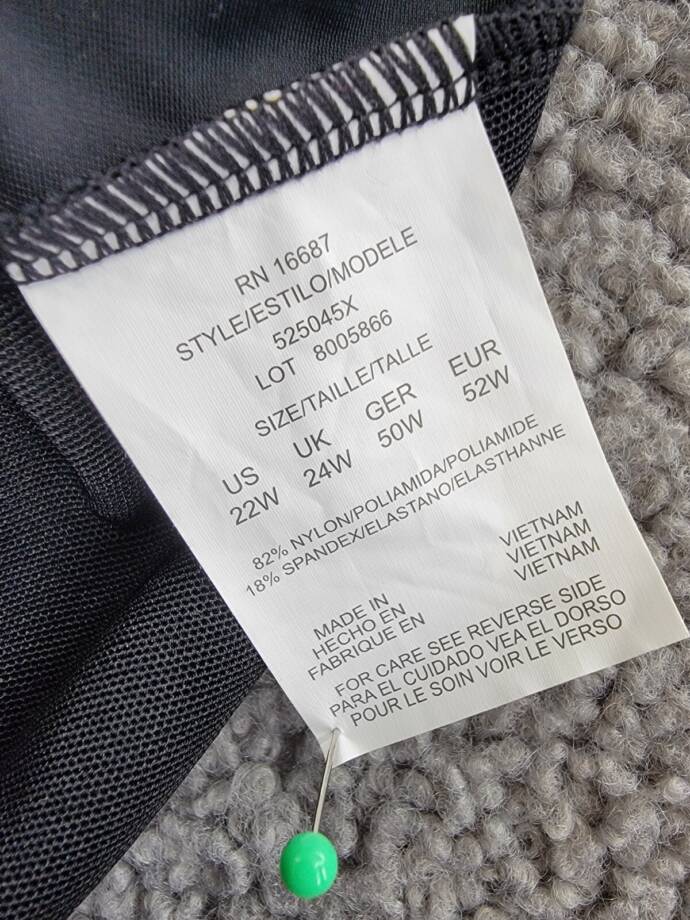 RN 16687
STYLE/ESTILO/MODELE
525045X
LOT 8005866
SIZE/TAILLE/TALLE
US UK GER EUR
22W 24W 50W 52W
82% NYLON/POLIAMIDA/POLIAMIDE
18% SPANDEX/ELASTANO/ELASTHANNE
MADE IN VIETNAM
HECHO EN VIETNAM
FABRIQUE EN VIETNAM
FOR CARE SEE REVERSE SIDE
PARA EL CUIDADO VEA EL DORSO
POUR LE SOIN VOIR LE VERSO